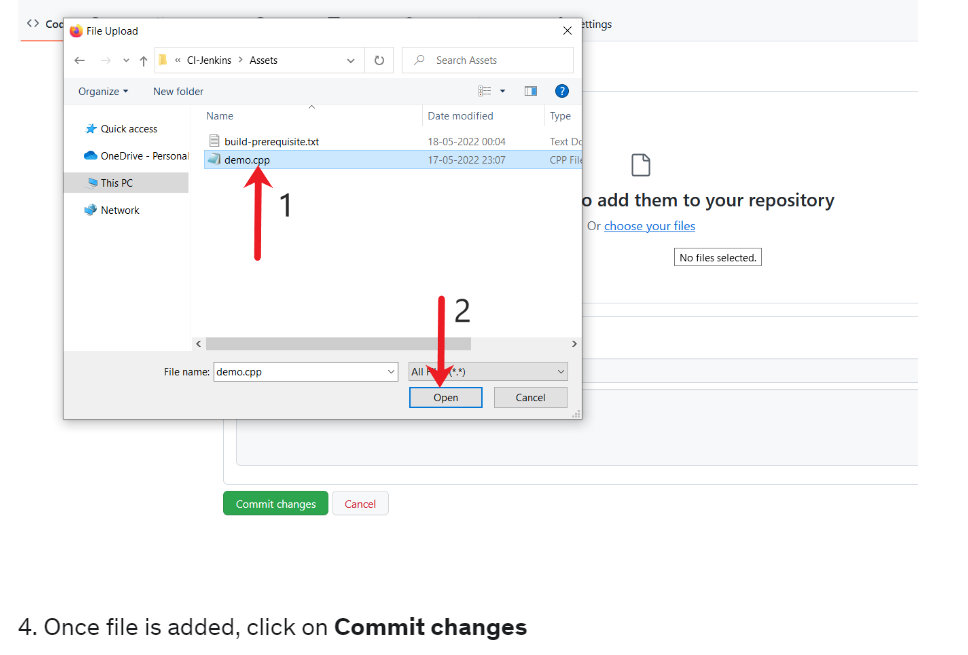 File Upload
ettings
« CI-Jenkins > Assets
Search Assets
Organize New folder
Name Date modified Type
Quick access
build-prerequisite.txt 18-05-2022 00:04 Text Do
OneDrive - Personal
demo.cpp 17-05-2022 23:07 CPP File
This PC
1
o add them to your repository
Network
Or choose your files
No files selected.
2
File name: demo.cpp
All (*.*)
Open Cancel
Commit changes Cancel
4. Once file is added, click on Commit changes